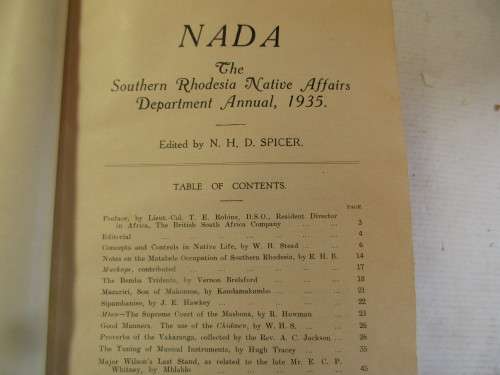 NADA
The
Southern Rhodesia Native Affairs
Department Annual, 1935.
Edited by N. H. D. SPICER.
TABLE OF CONTENTS.
PAGE
Preface, by Lieut.-Col. T. E. Robins, D.S.O., Resident Director
in Africa, The British South Africa Company ... ... 3
Editorial ... ... ... ... ... 4
Concepts and Controls in Native Life, by W. H. Stead ... ... 6
Notes on the Matabele Occupation of Southern Rhodesia, by E. H. B. 14
Mashops, contributed ... ... ... ... 17
The Bemba Tridents, by Vernon Brelsford ... ... ... 18
Mazuriri, Son of Makonore, by Kandamakumbo ... ... 21
Sipambaniso, by J. E. Hawkey ... ... ... 22
The Supreme Court of the Mashona, by R. Howman ... 23
Good Manners. The use of the by W. H. S. ... ... 26
Proverbs of the Vakaranga, collected by the Rev. A. C. Jackson ... 28
The Tuning of Musical Instruments, by Hugh Tracey ... ... 35
Major Wilson's Last Stand, as related to the late Mr. E. C. P.
Whitsey, by Mhlahlo ... ... ... ... 45